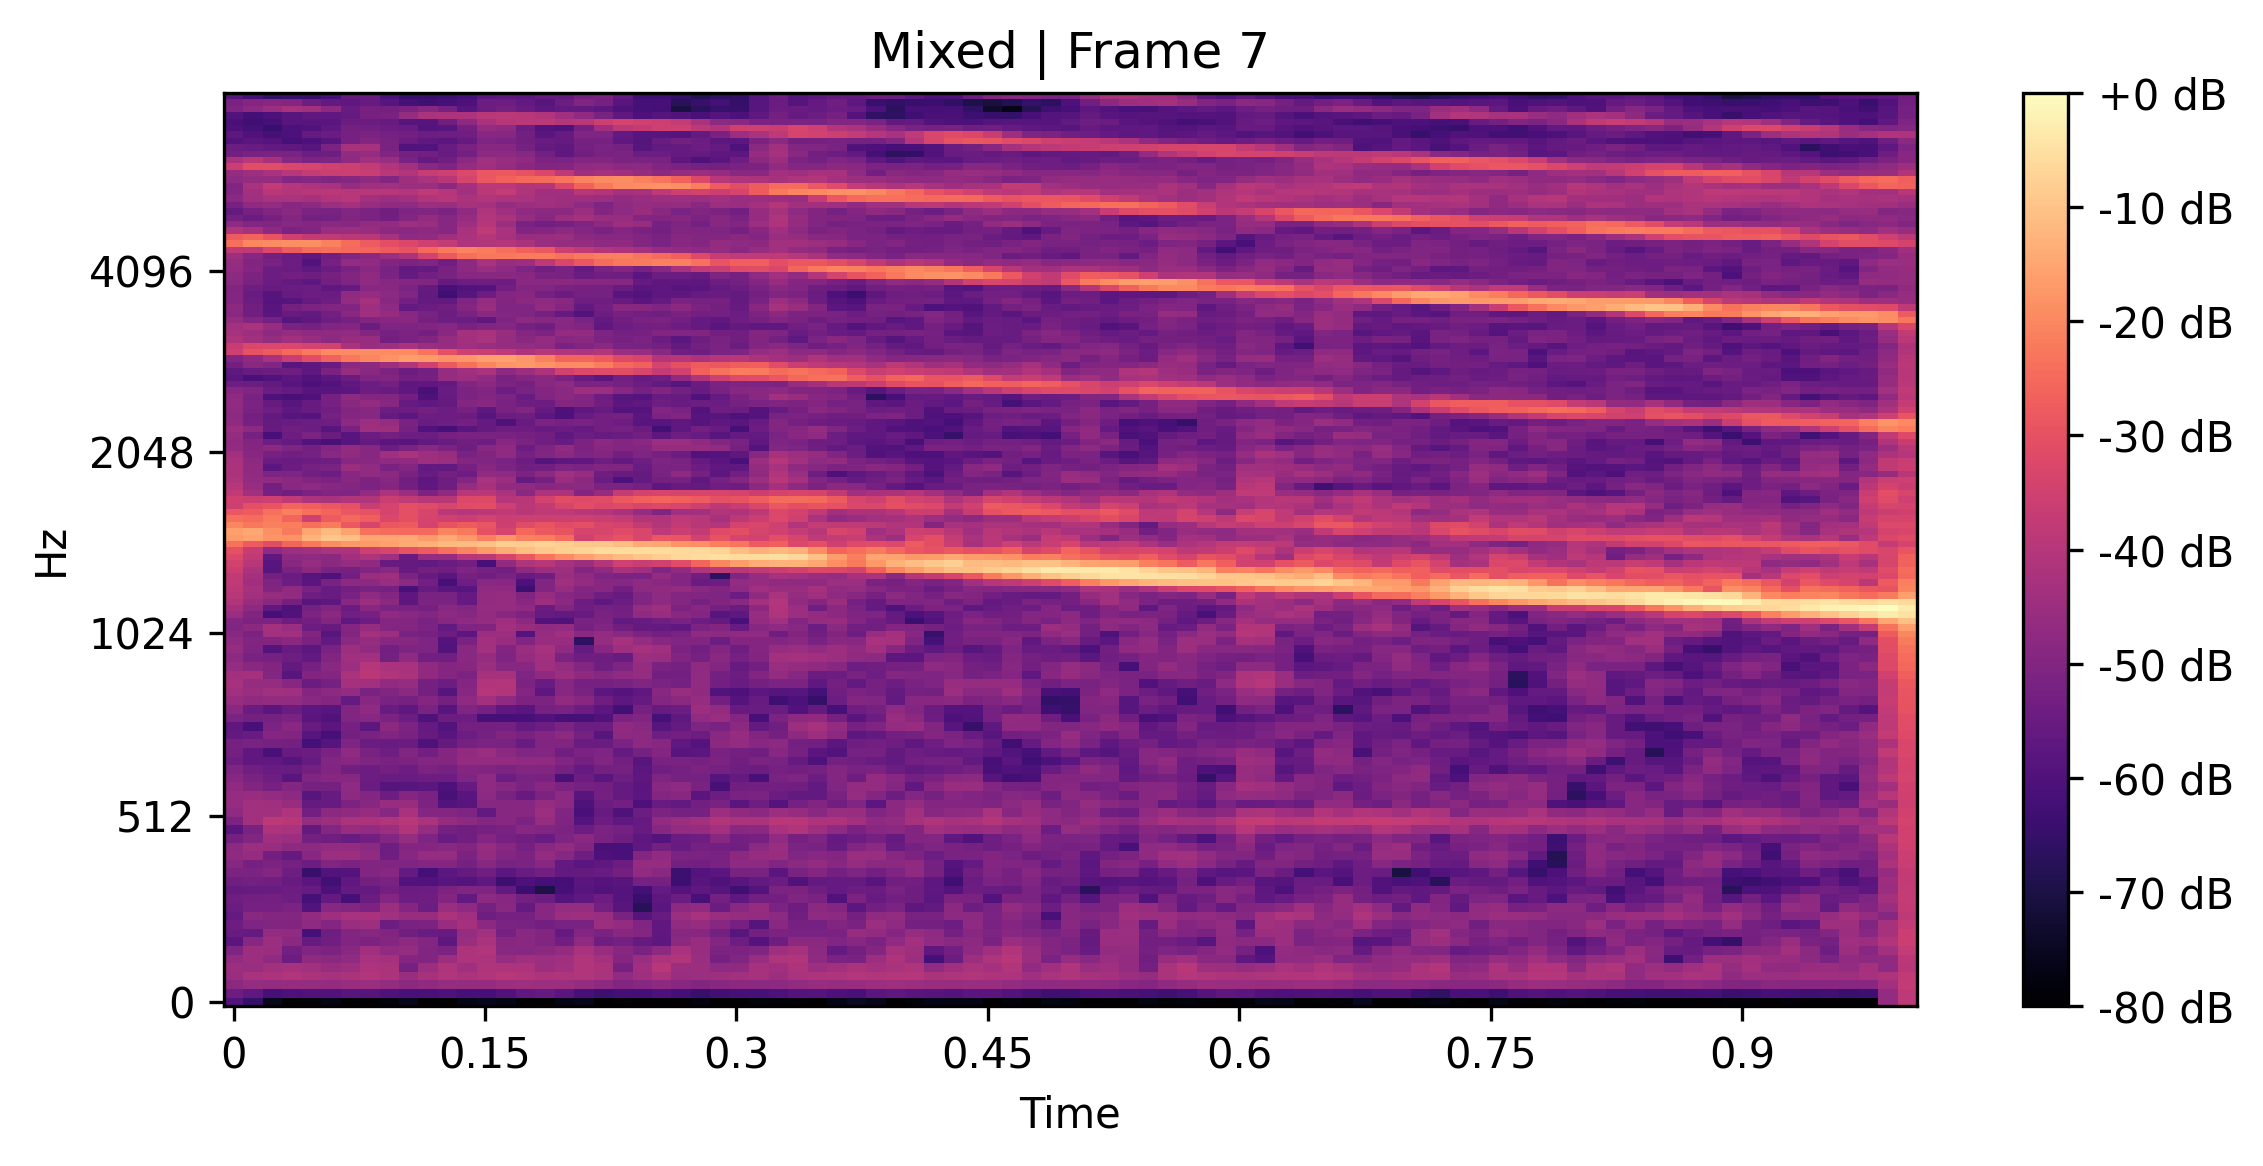 Mixed | Frame 7
Hz
4096
2048
1024
512
0
0 0.15 0.3 0.45 0.6 0.75 0.9
Time
+0 dB
-10 dB
-20 dB
-30 dB
-40 dB
-50 dB
-60 dB
-70 dB
-80 dB